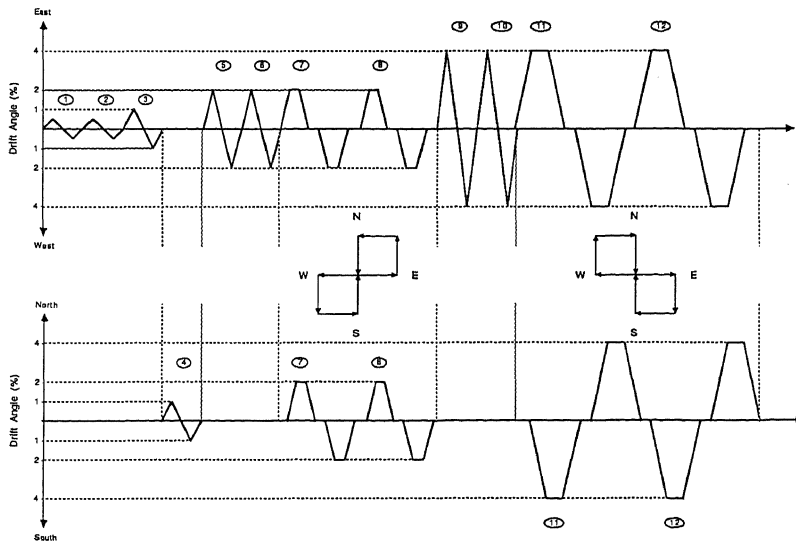 East
9 10 11 12
5 6 7 8
4
2
1 2 3
1
Drift Angle (%)
1
2
4
West
N N
W E W E
S S
North
4
4 7 8
2
1
Drift Angle (%)
1
2
4
11 12
South